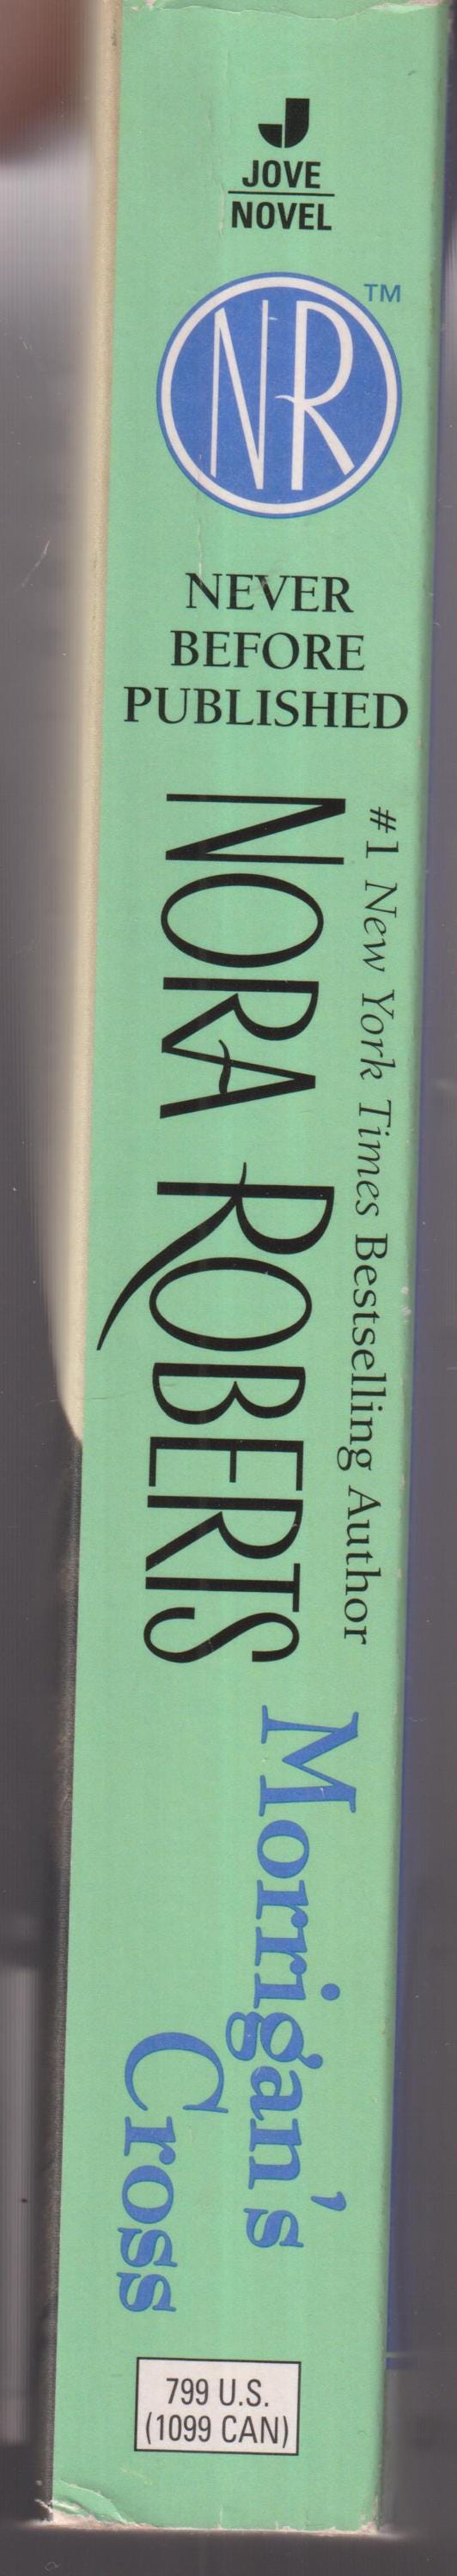 J
JOVE
NOVEL
NR
TM
NEVER
BEFORE
PUBLISHED
#1 New York Times Bestselling Author
NORA ROBERTS
Morrigan's
Cross
799 U.S.
(1099 CAN)